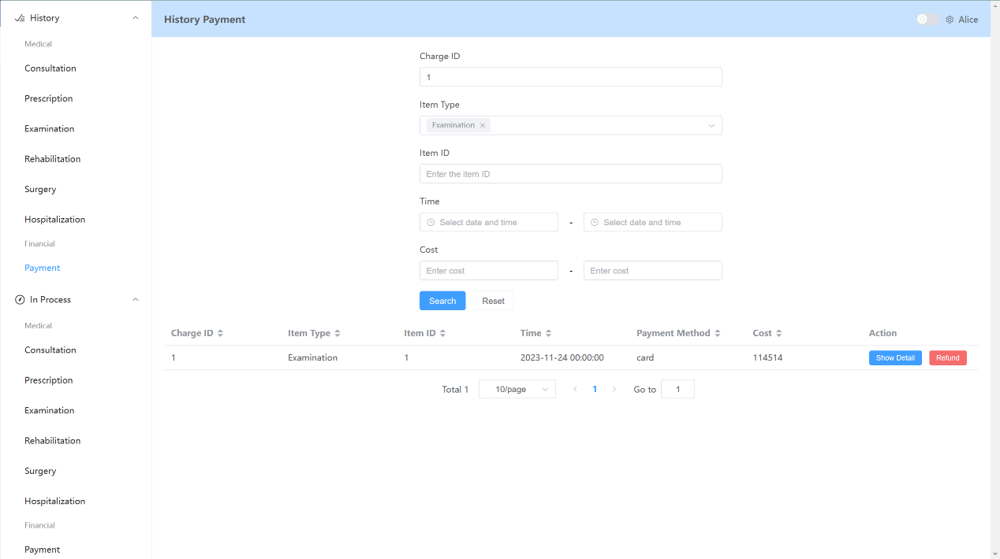 History
Medical
Consultation
Prescription
Examination
Rehabilitation
Surgery
Hospitalization
Financial
Payment
In Process
Medical
Consultation
Prescription
Examination
Rehabilitation
Surgery
Hospitalization
Financial
Payment
History Payment
Alice
Charge ID
1
Item Type
Examination
Item ID
Enter the item ID
Time
Select date and time - Select date and time
Cost
Enter cost - Enter cost
Search Reset
Charge ID Item Type Item ID Time Payment Method Cost Action
1 Examination 1 2023-11-24 00:00:00 card 114514 Show Detail Refund
Total 1 10/page 1 Go to 1